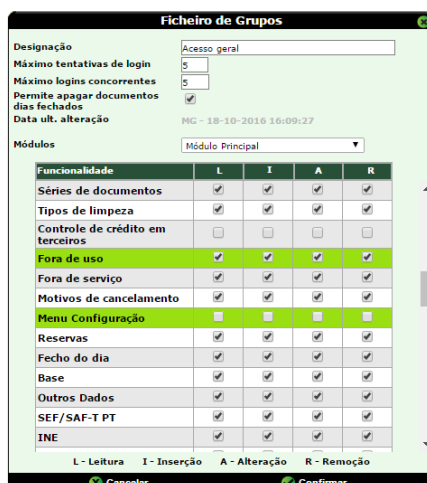 Ficheiro de Grupos
Designação Acesso geral
Máximo tentativas de login 5
Máximo logins concorrentes 5
Permite apagar documentos
dias fechados
Data ult. alteração MG - 18-10-2016 16:09:27
Módulos Módulo Principal
Funcionalidade L I A R
Séries de documentos
Tipos de limpeza
Controle de crédito em
terceiros
Fora de uso
Fora de serviço
Motivos de cancelamento
Menu Configuração
Reservas
Fecho do dia
Base
Outros Dados
SEF/SAF-T PT
INE
L - Leitura I - Inserção A - Alteração R - Remoção
Cancelar Confirmar